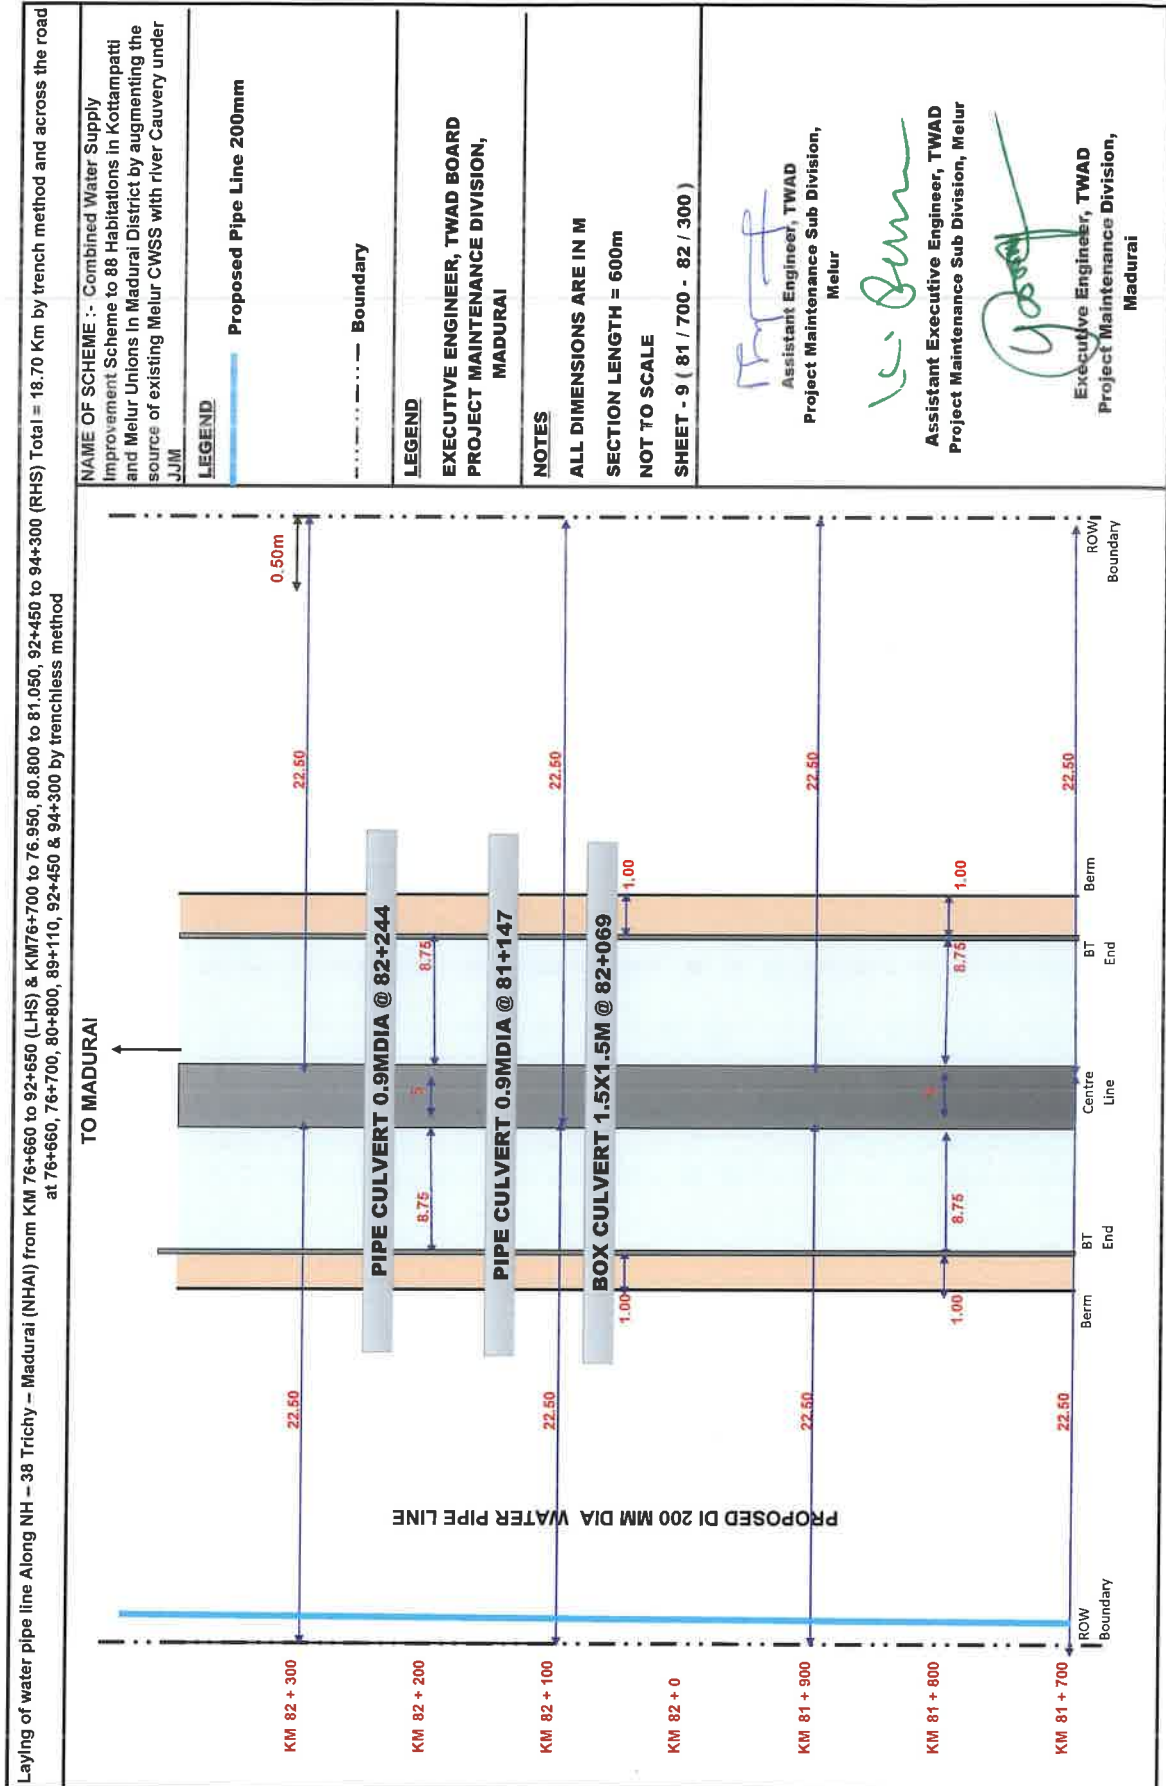 Laying of water pipe line Along NH – 38 Trichy – Madurai (NHAI) from KM 76+660 to 92+650 (LHS) & KM76+700 to 76.950, 80.800 to 81.050, 92+450 to 94+300 (RHS) Total = 18.70 Km by trench method and across the road
at 76+660, 76+700, 80+800, 89+110, 92+450 & 94+300 by trenchless method
TO MADURAI
KM 82 + 300
KM 82 + 200
KM 82 + 100
KM 82 + 0
KM 81 + 900
KM 81 + 800
KM 81 + 700
22.50
22.50
0.50m
PIPE CULVERT 0.9MDIA @ 82+244
8.75
5
8.75
PIPE CULVERT 0.9MDIA @ 81+147
22.50
22.50
BOX CULVERT 1.5X1.5M @ 82+069
1.00
1.00
22.50
22.50
1.00
8.75
8.75
1.00
22.50
22.50
PROPOSED DI 200 MM DIA WATER PIPE LINE
ROW
Boundary
Berm
BT
End
Centre
Line
BT
End
Berm
ROW
Boundary
NAME OF SCHEME :- Combined Water Supply
Improvement Scheme to 88 Habitations in Kottampatti
and Melur Unions In Madurai District by augmenting the
source of existing Melur CWSS with river Cauvery under
JJM
LEGEND
Proposed Pipe Line 200mm
Boundary
LEGEND
EXECUTIVE ENGINEER, TWAD BOARD
PROJECT MAINTENANCE DIVISION,
MADURAI
NOTES
ALL DIMENSIONS ARE IN M
SECTION LENGTH = 600m
NOT TO SCALE
SHEET - 9 ( 81 / 700 - 82 / 300 )
Assistant Engineer, TWAD
Project Maintenance Sub Division,
Melur
Assistant Executive Engineer, TWAD
Project Maintenance Sub Division, Melur
Executive Engineer, TWAD
Project Maintenance Division,
Madurai